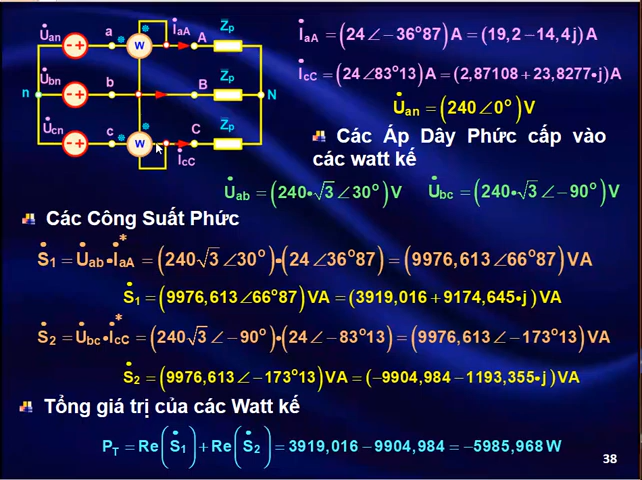 U̇an a W İaA A Z̄p
İaA = (24∠−36°87)A = (19,2 − 14,4j)A
İcC = (24∠83°13)A = (2,87108 + 23,8277•j)A
U̇bn b B Z̄p
n N
U̇an = (240∠0°)V
U̇cn c W İcC C Z̄p
Các Áp Dây Phức cấp vào
các watt kế
U̇ab = (240•√3∠30°)V U̇bc = (240•√3∠−90°)V
Các Công Suất Phức
Ṡ1 = U̇ab•İaA* = (240√3∠30°)•(24∠36°87) = (9976,613∠66°87)VA
Ṡ1 = (9976,613∠66°87)VA = (3919,016 + 9174,645•j)VA
Ṡ2 = U̇bc•İcC* = (240√3∠−90°)•(24∠−83°13) = (9976,613∠−173°13)VA
Ṡ2 = (9976,613∠−173°13)VA = (−9904,984 − 1193,355•j)VA
Tổng giá trị của các Watt kế
PT = Re(Ṡ1) + Re(Ṡ2) = 3919,016 − 9904,984 = −5985,968 W
38